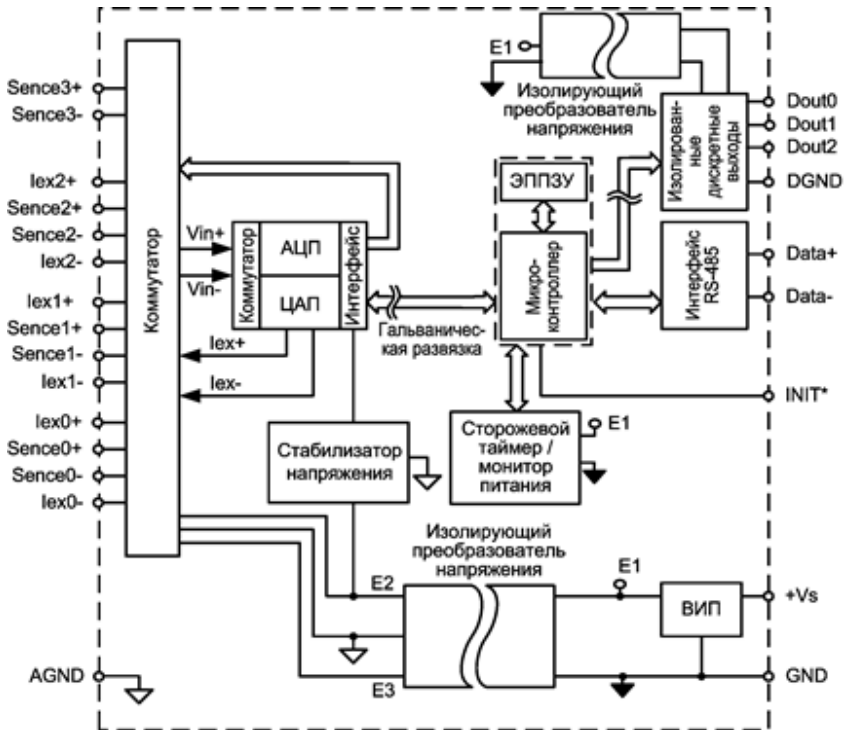 E1
Изолирующий
преобразователь
напряжения
Изолирован-
ные
дискретные
выходы
Dout0
Dout1
Dout2
DGND
Sence3+
Sence3-
Iex2+
Sence2+
Sence2-
Iex2-
Iex1+
Sence1+
Sence1-
Iex1-
Iex0+
Sence0+
Sence0-
Iex0-
AGND
Коммутатор
Vin+
Vin-
Iex+
Iex-
Коммутатор
АЦП
ЦАП
Интерфейс
Гальваничес-
кая развязка
ЭППЗУ
Микро-
контроллер
Интерфейс
RS-485
Data+
Data-
INIT*
Стабилизатор
напряжения
Сторожевой
таймер /
монитор
питания
E1
Изолирующий
преобразователь
напряжения
E2
E3
E1
ВИП
+Vs
GND